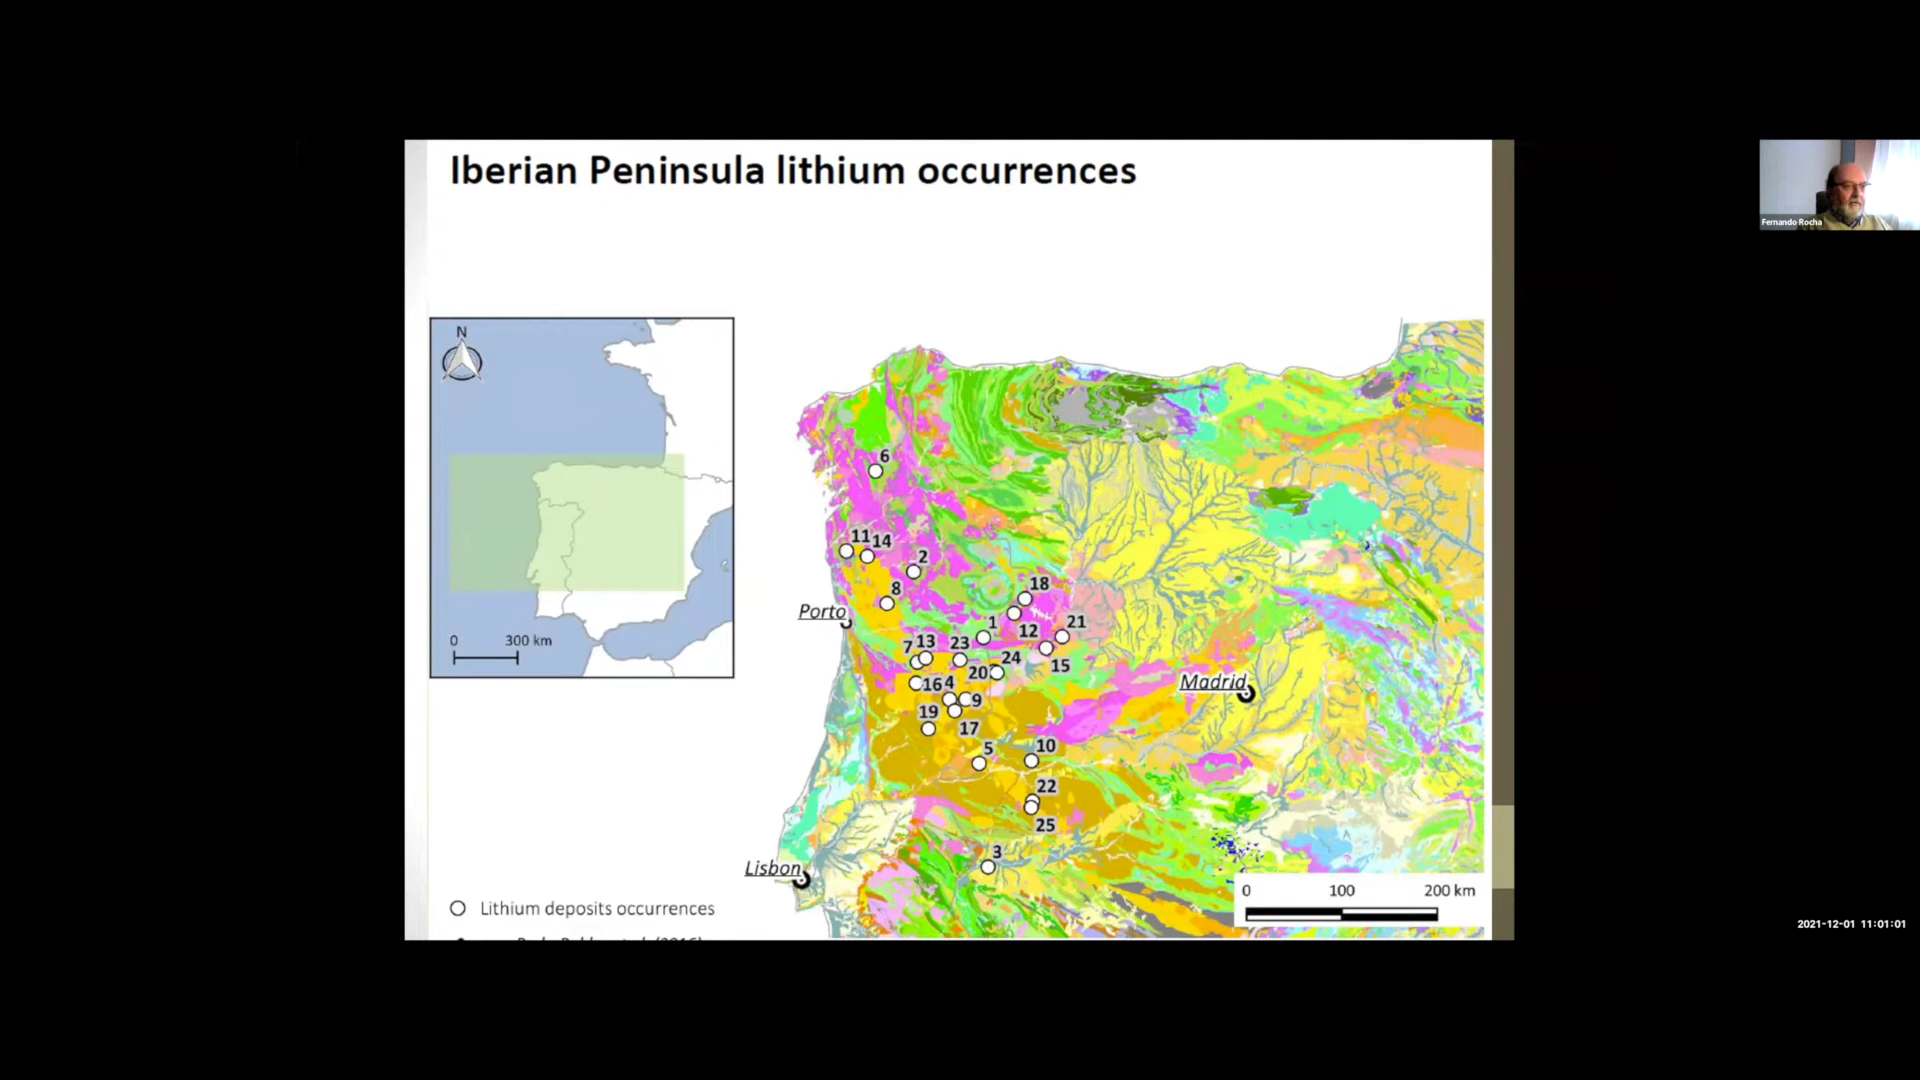 Iberian Peninsula lithium occurrences
Fernando Rocha
N
0 300 km
6
11 14
2
8
18
Porto
1
12
21
7 13 23
24
15
20
16 4
9
Madrid
19
17
5
10
22
25
3
Lisbon
0 100 200 km
Lithium deposits occurrences
2021-12-01 11:01:01